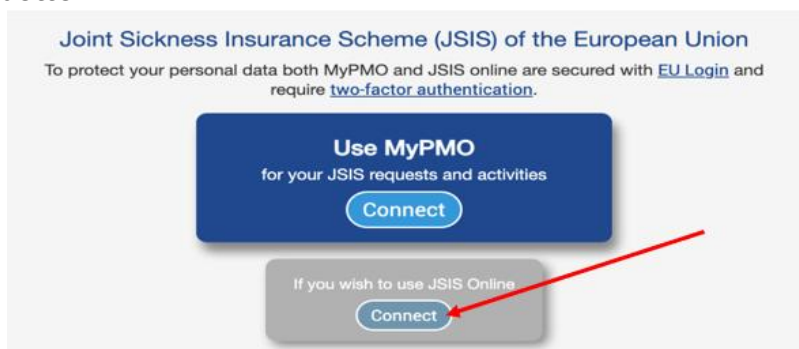 Joint Sickness Insurance Scheme (JSIS) of the European Union
To protect your personal data both MyPMO and JSIS online are secured with EU Login and
require two-factor authentication.
Use MyPMO
for your JSIS requests and activities
Connect
If you wish to use JSIS Online
Connect